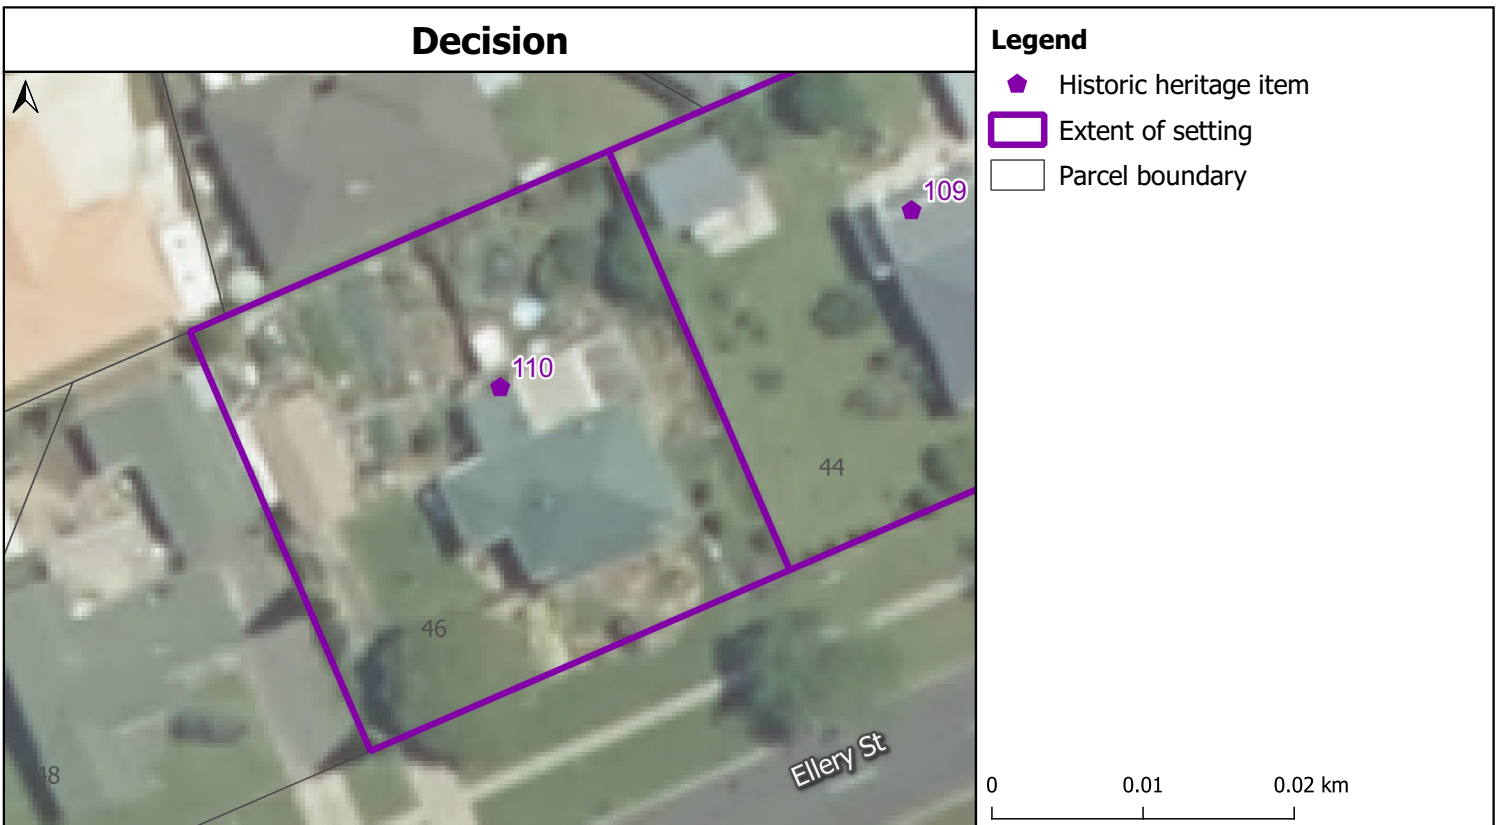 Decision
Legend
Historic heritage item
Extent of setting
Parcel boundary
109
110
44
46
48
Ellery St
0 0.01 0.02 km